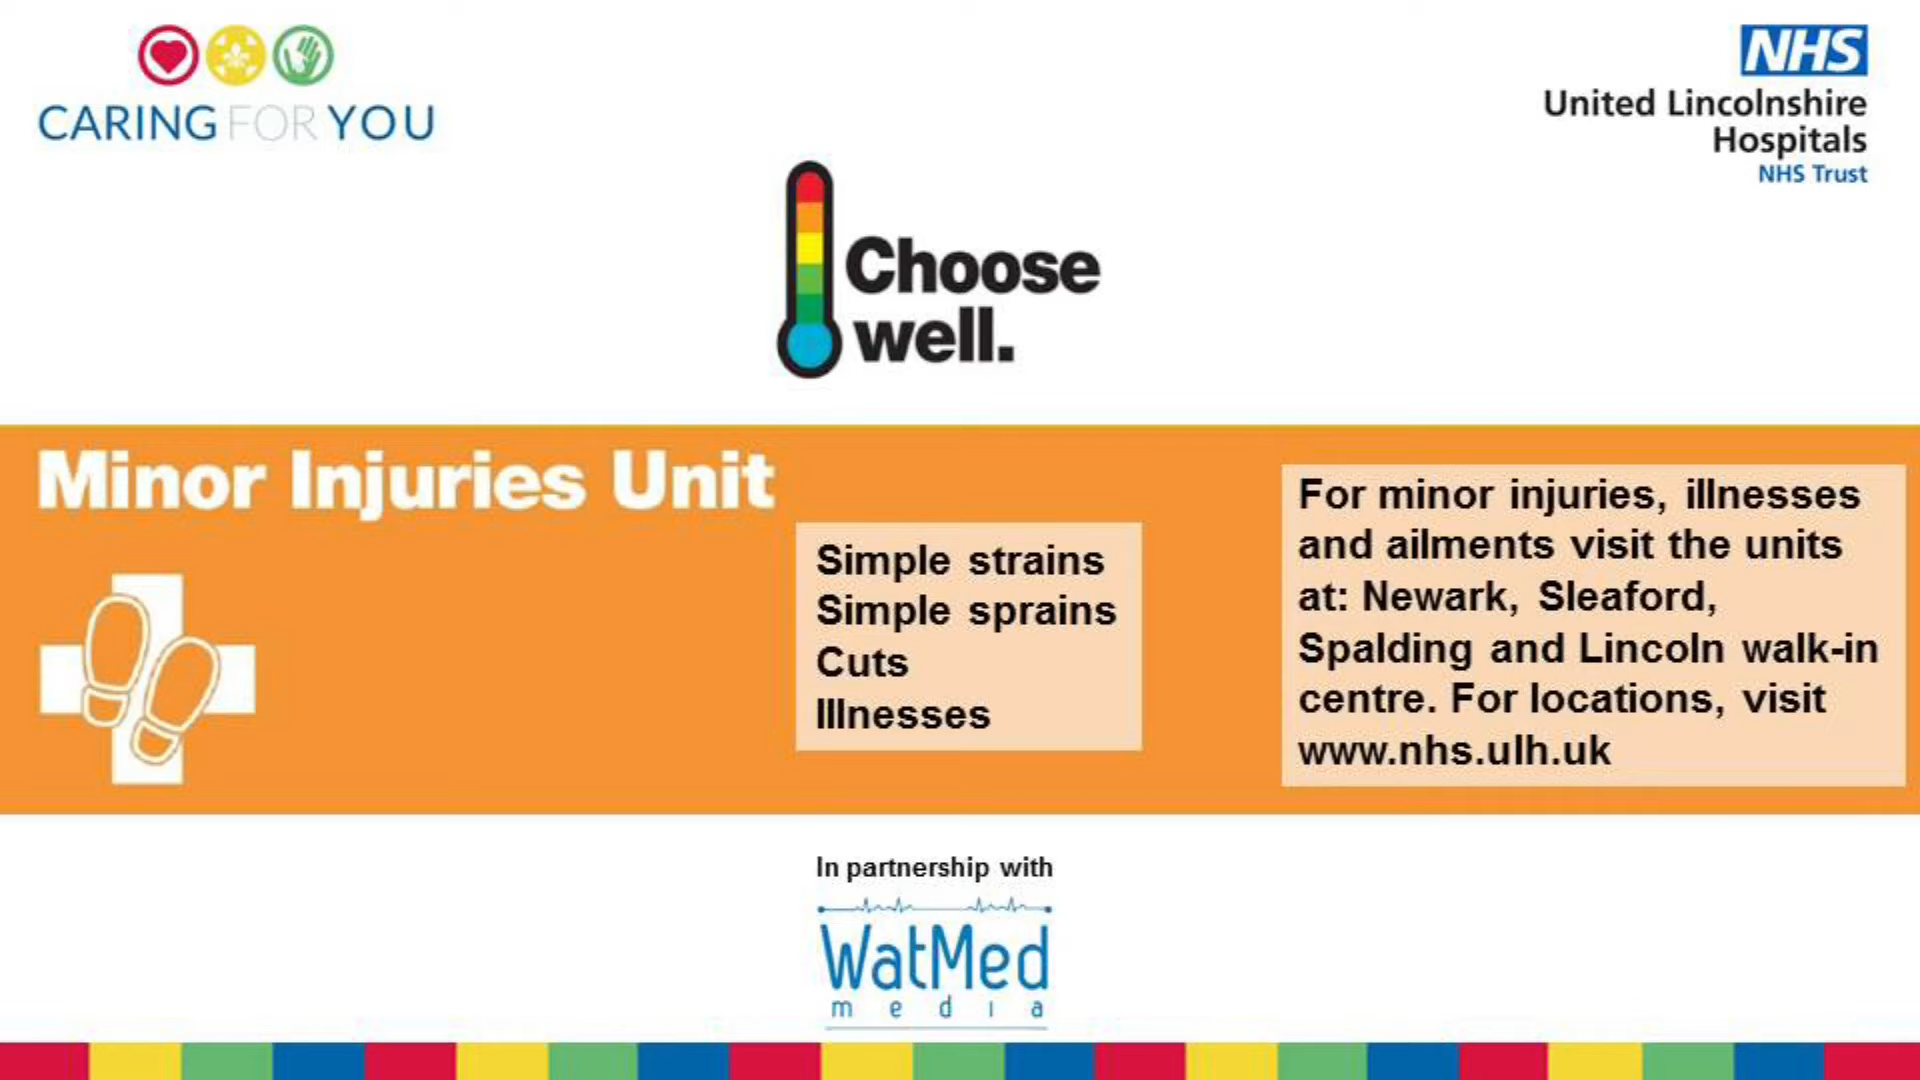 CARING FOR YOU
NHS
United Lincolnshire
Hospitals
NHS Trust
Choose
well.
Minor Injuries Unit
Simple strains
Simple sprains
Cuts
Illnesses
For minor injuries, illnesses
and ailments visit the units
at: Newark, Sleaford,
Spalding and Lincoln walk-in
centre. For locations, visit
www.nhs.ulh.uk
In partnership with
WatMed
media